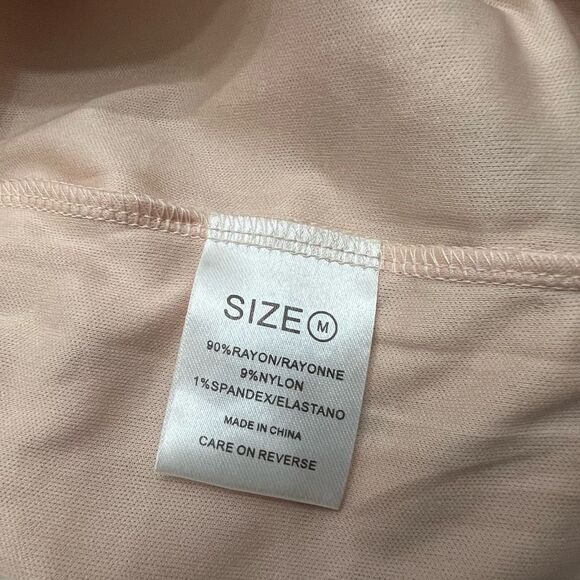 SIZE M
90%RAYON/RAYONNE
9%NYLON
1%SPANDEX/ELASTANO
MADE IN CHINA
CARE ON REVERSE